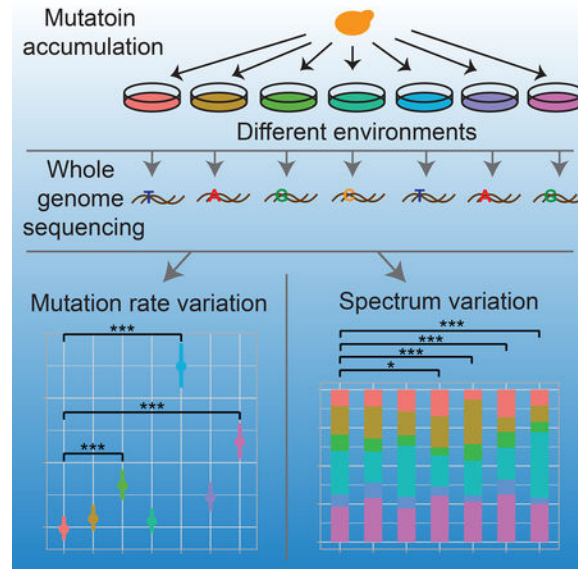 Mutatoin
accumulation
Different environments
Whole
genome
sequencing
T A G C T A G
Mutation rate variation
Spectrum variation
***
***
***
***
***
***
*